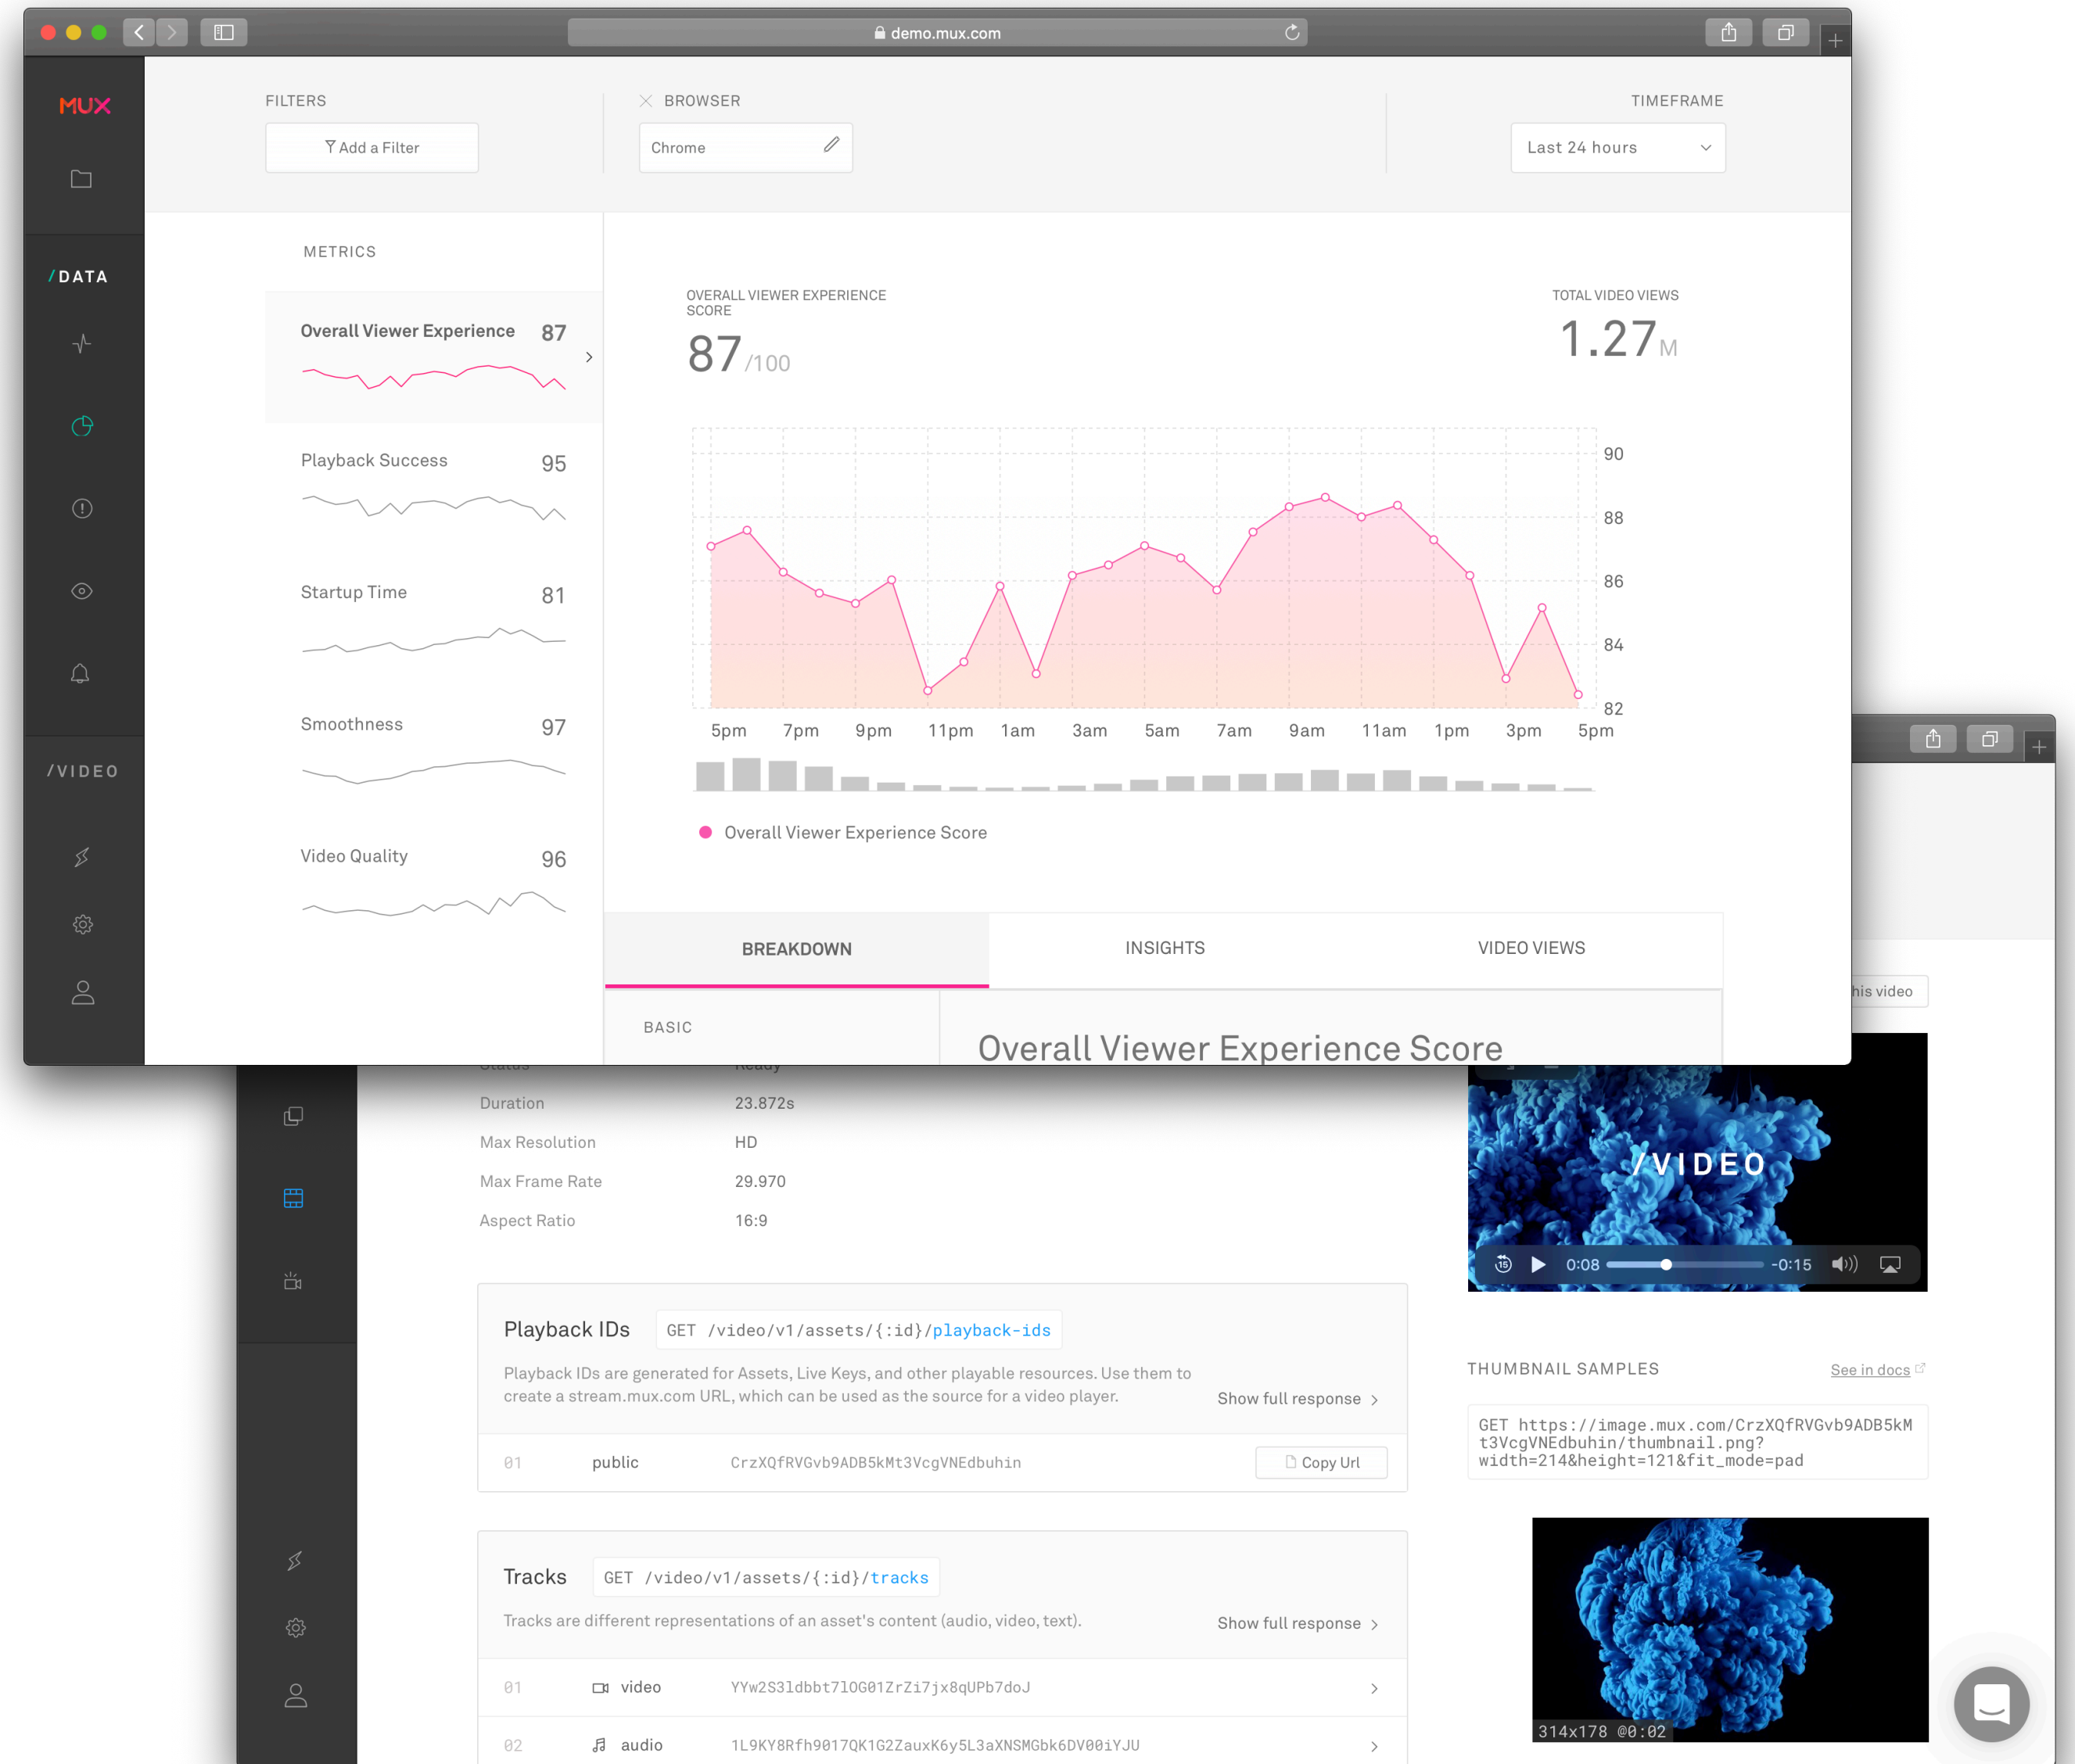 demo.mux.com
MUX
/DATA
/VIDEO
FILTERS
Add a Filter
BROWSER
Chrome
TIMEFRAME
Last 24 hours
METRICS
Overall Viewer Experience 87
Playback Success 95
Startup Time 81
Smoothness 97
Video Quality 96
OVERALL VIEWER EXPERIENCE
SCORE
87/100
TOTAL VIDEO VIEWS
1.27M
90
88
86
84
82
5pm 7pm 9pm 11pm 1am 3am 5am 7am 9am 11am 1pm 3pm 5pm
Overall Viewer Experience Score
BREAKDOWN INSIGHTS VIDEO VIEWS
BASIC
Overall Viewer Experience Score
Status Ready
Duration 23.872s
Max Resolution HD
Max Frame Rate 29.970
Aspect Ratio 16:9
Playback IDs GET /video/v1/assets/{:id}/playback-ids
Playback IDs are generated for Assets, Live Keys, and other playable resources. Use them to
create a stream.mux.com URL, which can be used as the source for a video player.
Show full response
01 public CrzXQfRVGvb9ADB5kMt3VcgVNEdbuhin Copy Url
Tracks GET /video/v1/assets/{:id}/tracks
Tracks are different representations of an asset's content (audio, video, text).
Show full response
01 video YYw2S3ldbbt7lOG01ZrZi7jx8qUPb7doJ
02 audio 1L9KY8Rfh9017QK1G2ZauxK6y5L3aXNSMGbk6DV00iYJU
his video
/VIDEO
15 0:08 -0:15
THUMBNAIL SAMPLES See in docs
GET https://image.mux.com/CrzXQfRVGvb9ADB5kM
t3VcgVNEdbuhin/thumbnail.png?
width=214&height=121&fit_mode=pad
314x178 @0:02